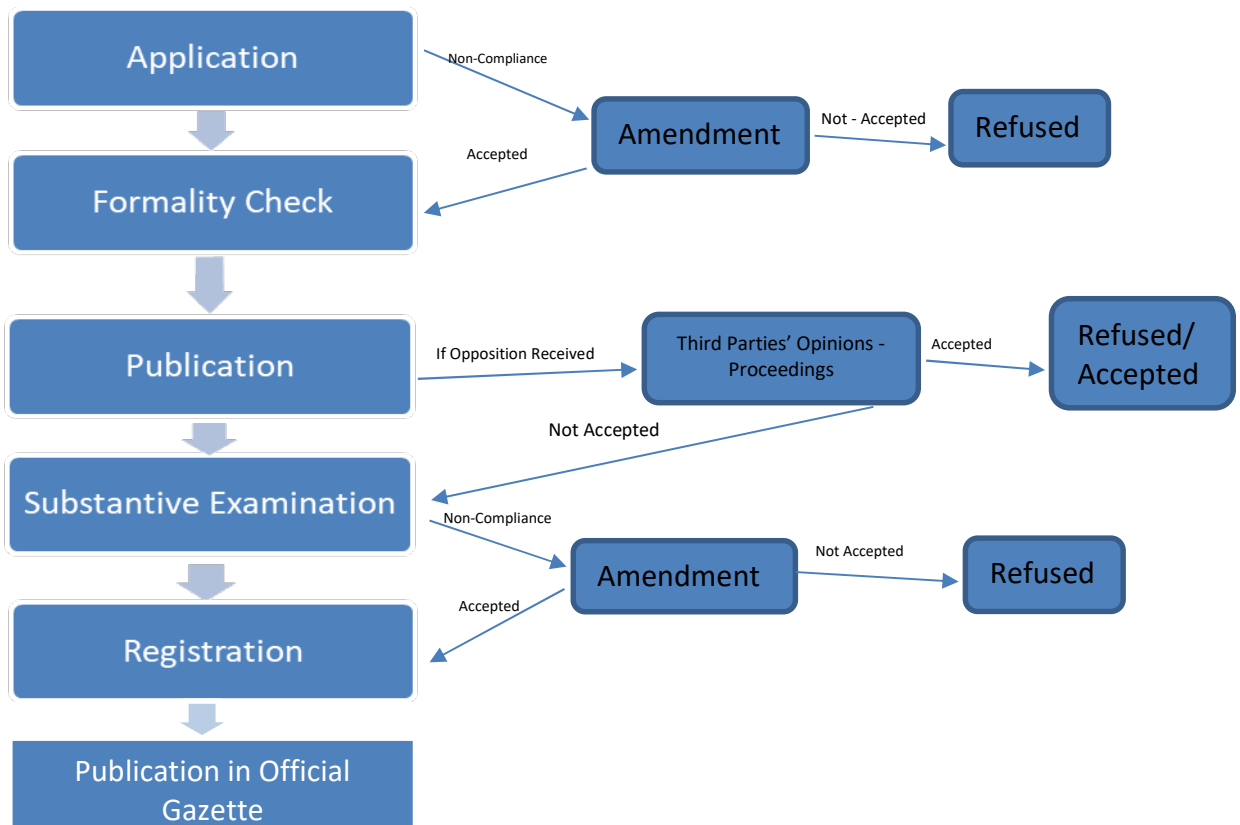 Application
Non-Compliance
Amendment
Not - Accepted
Refused
Accepted
Formality Check
Publication
If Opposition Received
Third Parties’ Opinions -
Proceedings
Accepted
Refused/
Accepted
Not Accepted
Substantive Examination
Non-Compliance
Amendment
Not Accepted
Refused
Accepted
Registration
Publication in Official
Gazette